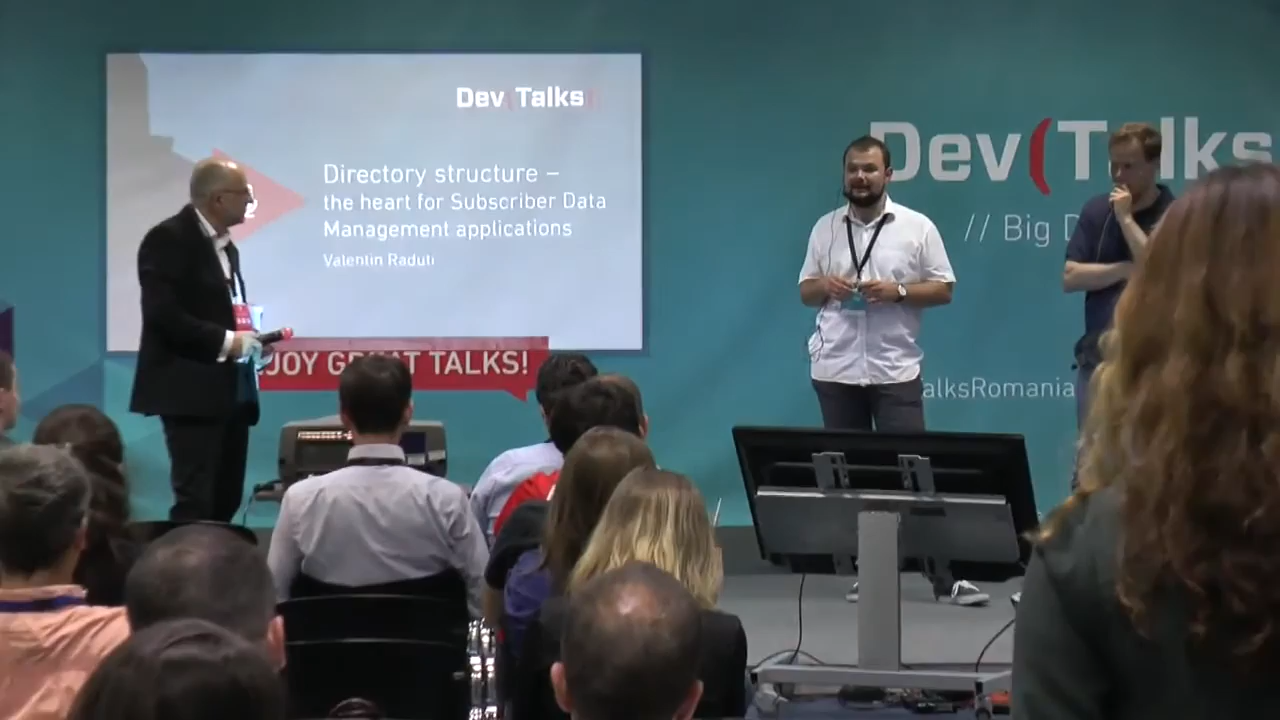 Dev(Talks)
Directory structure –
the heart for Subscriber Data
Management applications
Valentin Raduti
JOY GREAT TALKS!
Dev(Talks
// Big D
alksRomania